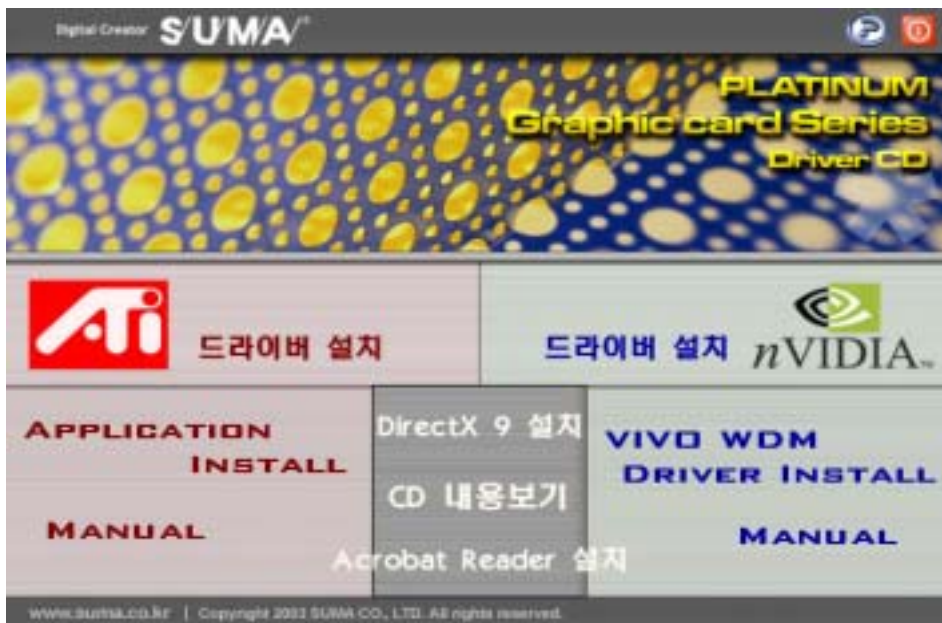 Digital Creator SUMA
PLATINUM
Graphic card Series
Driver CD
ATi
드라이버 설치
드라이버 설치
nVIDIA
APPLICATION
INSTALL
MANUAL
DirectX 9 설치
CD 내용보기
Acrobat Reader 설치
VIVO WDM
DRIVER INSTALL
MANUAL
www.suma.co.kr | Copyright 2003 SUMA CO., LTD. All rights reserved.